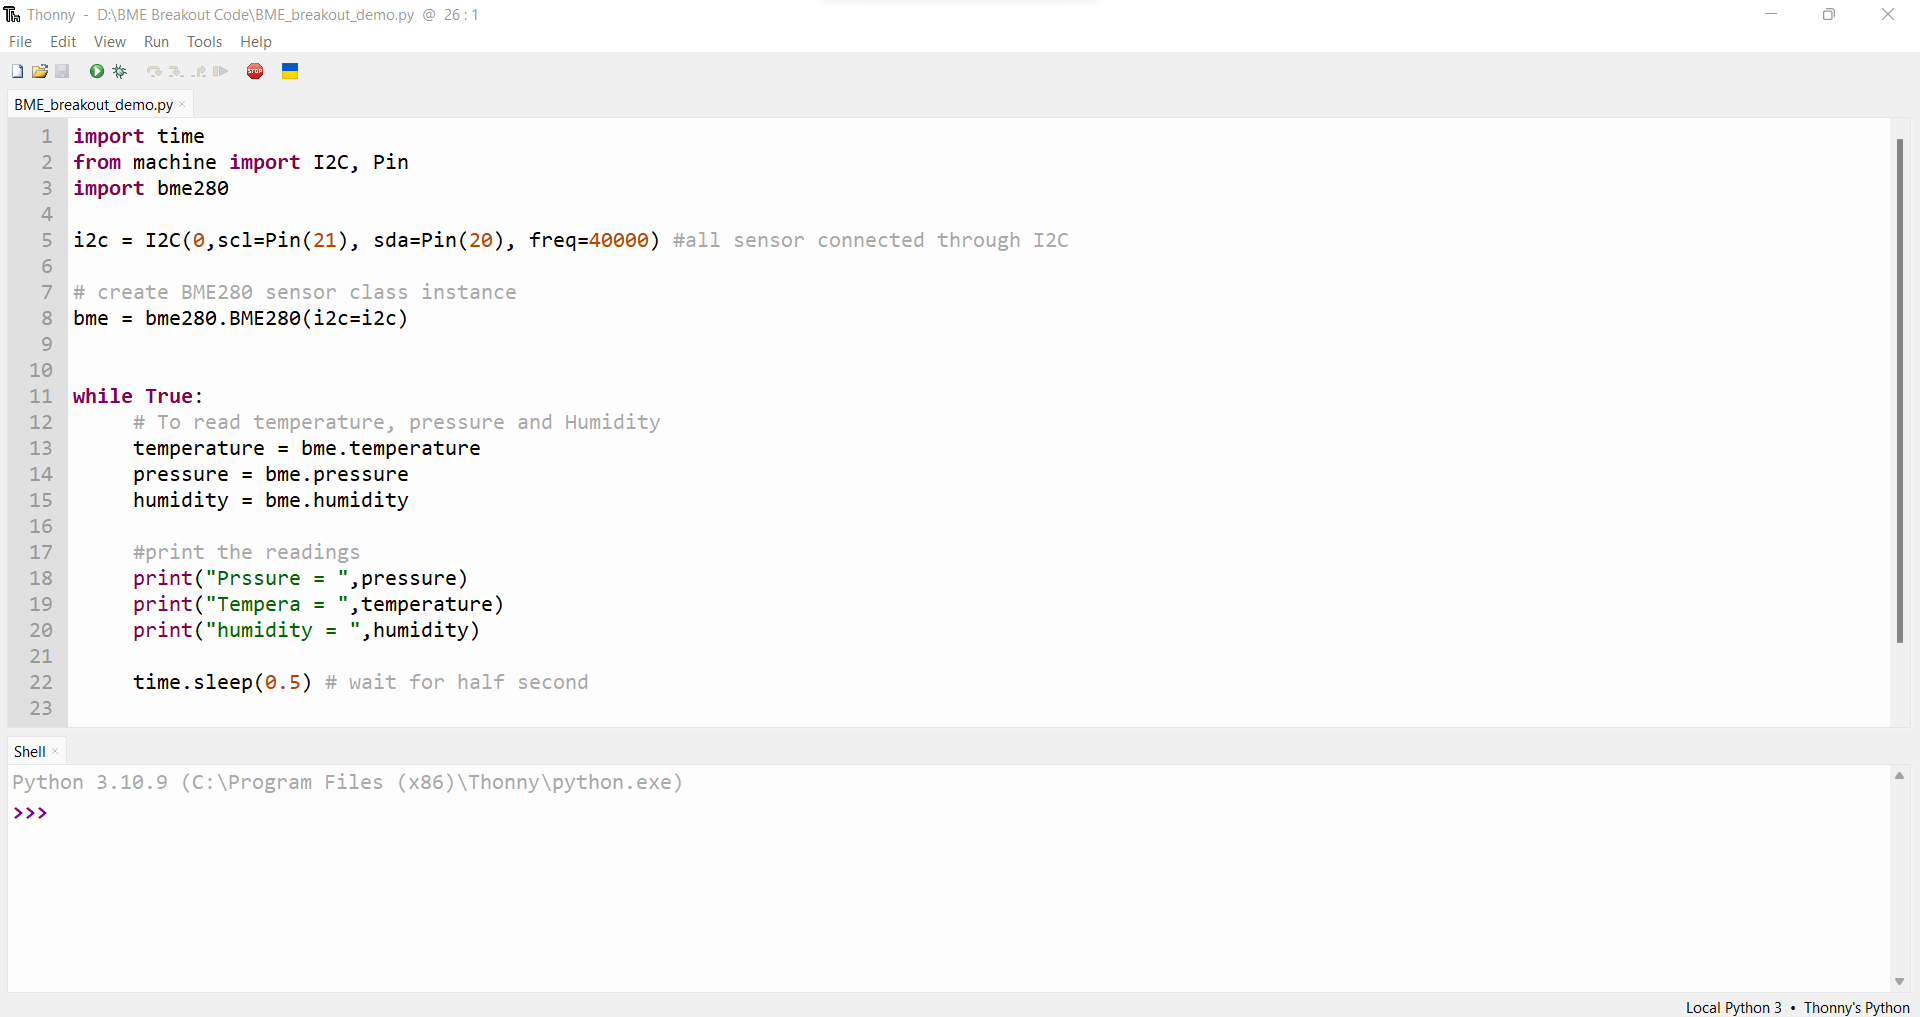 Thonny - D:\BME Breakout Code\BME_breakout_demo.py @ 26 : 1
File Edit View Run Tools Help
STOP
BME_breakout_demo.py ×
1 import time
2 from machine import I2C, Pin
3 import bme280
4
5 i2c = I2C(0,scl=Pin(21), sda=Pin(20), freq=40000) #all sensor connected through I2C
6
7 # create BME280 sensor class instance
8 bme = bme280.BME280(i2c=i2c)
9
10
11 while True:
12 # To read temperature, pressure and Humidity
13 temperature = bme.temperature
14 pressure = bme.pressure
15 humidity = bme.humidity
16
17 #print the readings
18 print("Prssure = ",pressure)
19 print("Tempera = ",temperature)
20 print("humidity = ",humidity)
21
22 time.sleep(0.5) # wait for half second
23
Shell ×
Python 3.10.9 (C:\Program Files (x86)\Thonny\python.exe)
>>>
Local Python 3 • Thonny's Python